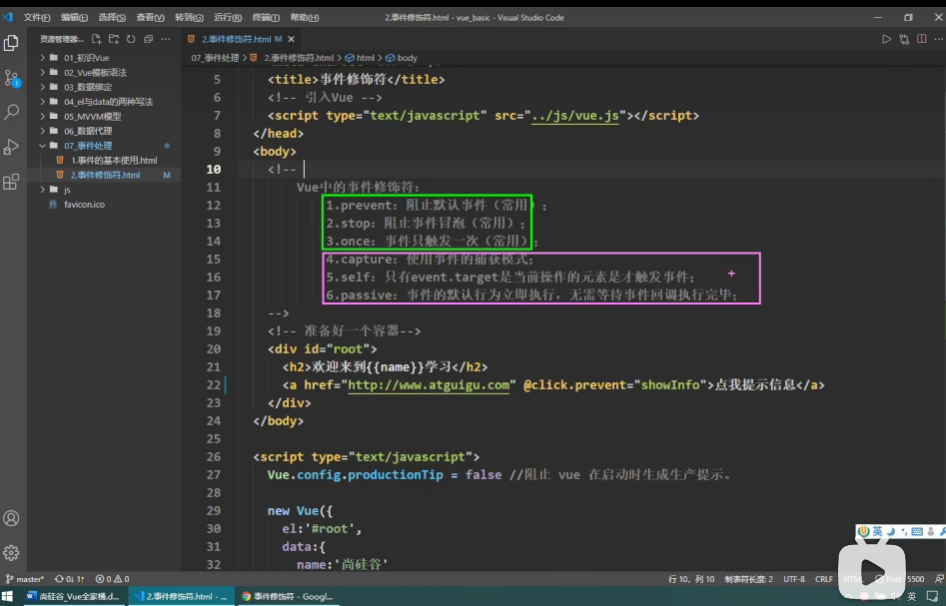 文件(F) 编辑(E) 选择(S) 查看(V) 转到(G) 运行(R) 终端(T) 帮助(H) 2.事件修饰符.html - vue_basic - Visual Studio Code
资源管理器... 2.事件修饰符.html M
07_事件处理 > 2.事件修饰符.html > html > body
01_初识Vue
02_Vue模板语法
03_数据绑定
04_el与data的两种写法
05_MVVM模型
06_数据代理
07_事件处理
1.事件的基本使用.html
2.事件修饰符.html M
js
favicon.ico
5 <title>事件修饰符</title>
6 <!-- 引入Vue -->
7 <script type="text/javascript" src="../js/vue.js"></script>
8 </head>
9 <body>
10 <!--
11 Vue中的事件修饰符：
12 1.prevent：阻止默认事件（常用）；
13 2.stop：阻止事件冒泡（常用）；
14 3.once：事件只触发一次（常用）；
15 4.capture：使用事件的捕获模式；
16 5.self：只有event.target是当前操作的元素是才触发事件；
17 6.passive：事件的默认行为立即执行，无需等待事件回调执行完毕；
18 -->
19 <!-- 准备好一个容器-->
20 <div id="root">
21 <h2>欢迎来到{{name}}学习</h2>
22 <a href="http://www.atguigu.com" @click.prevent="showInfo">点我提示信息</a>
23 </div>
24 </body>
25
26 <script type="text/javascript">
27 Vue.config.productionTip = false //阻止 vue 在启动时生成生产提示。
28
29 new Vue({
30 el:'#root',
31 data:{
32 name:'尚硅谷'
英
master* 0↓ 1↑ 0 0 行 10，列 10 制表符长度: 2 UTF-8 CRLF HTML Port : 5500
尚硅谷_Vue全家桶.d... 2.事件修饰符.html - ... 事件修饰符 - Googl... 英